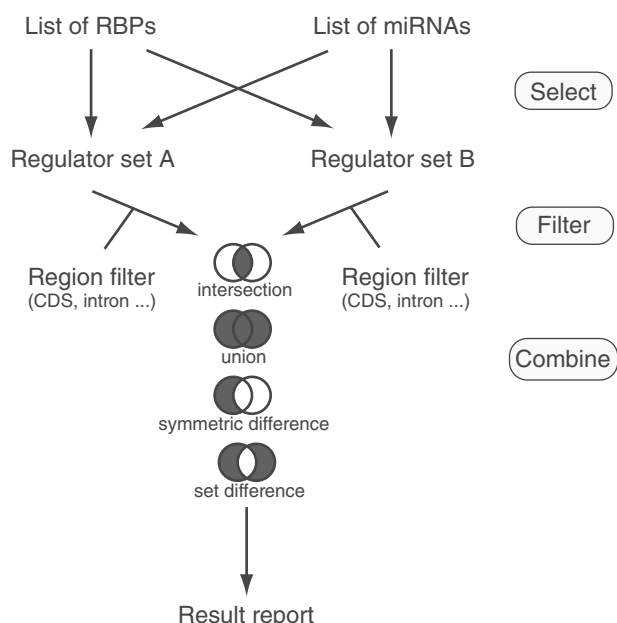 List of RBPs
List of miRNAs
Select
Regulator set A
Regulator set B
Filter
Region filter
(CDS, intron ...)
Region filter
(CDS, intron ...)
intersection
union
Combine
symmetric difference
set difference
Result report